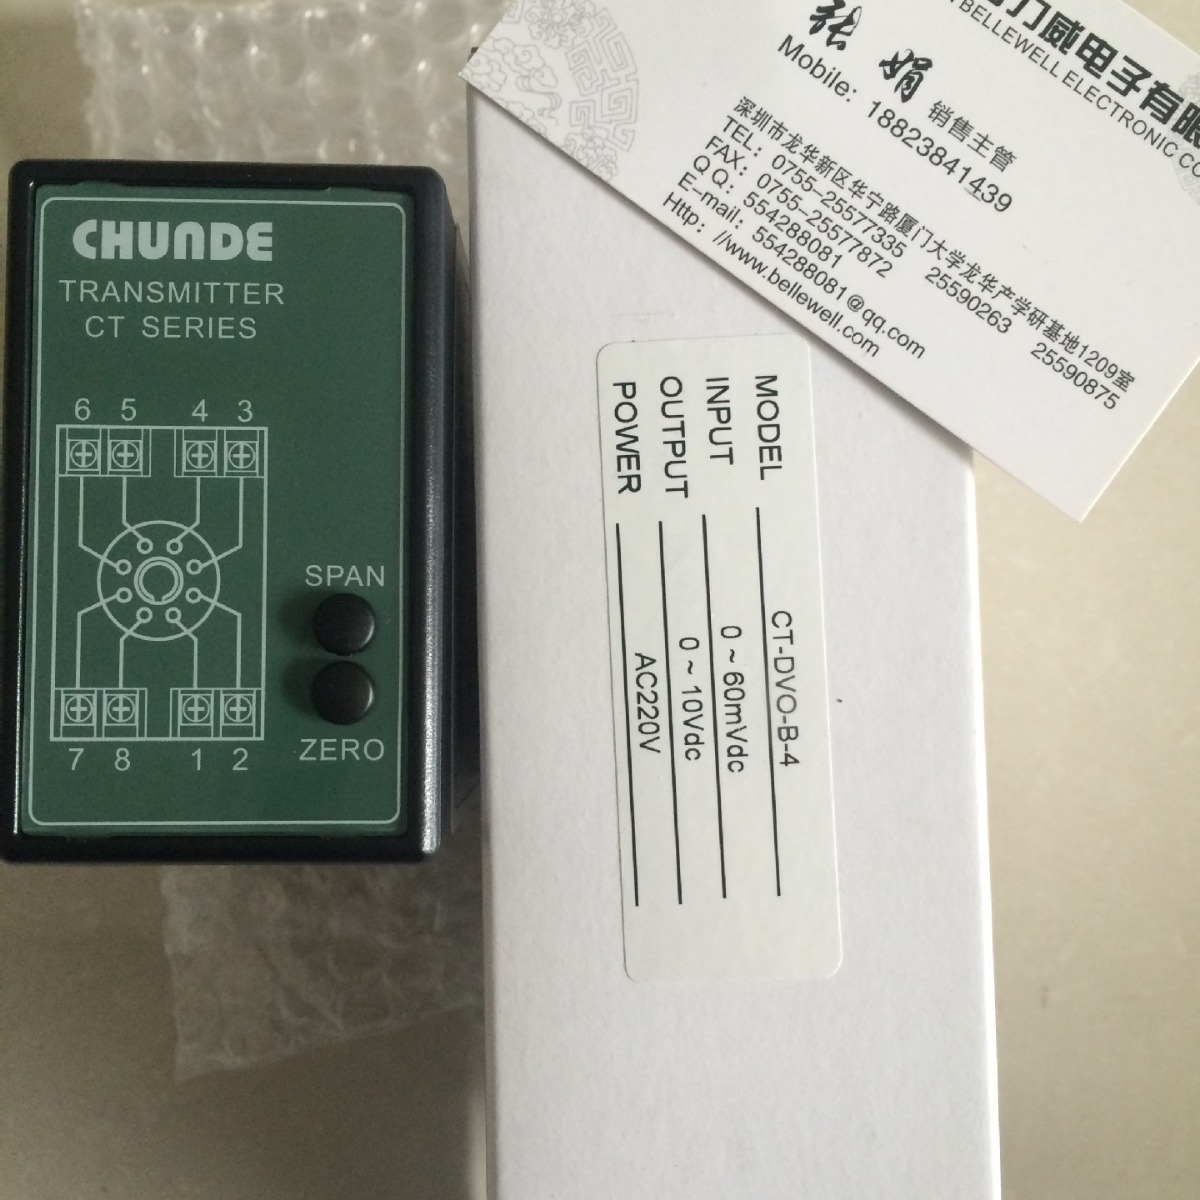 CHUNDE
TRANSMITTER
CT SERIES
6 5 4 3
SPAN
ZERO
7 8 1 2
MODEL CT-DVO-B-4
INPUT 0~60mVdc
OUTPUT 0~10Vdc
POWER AC220V
力威电子有限
BELLEWELL ELECTRONIC CO
张娟 销售主管
Mobile: 18823841439
深圳市龙华新区华宁路厦门大学龙华产学研基地1209室
TEL: 0755-25577335 25590263 25590875
FAX: 0755-25577872
Q Q: 554288081
E-mail: 554288081@qq.com
Http: //www.bellewell.com